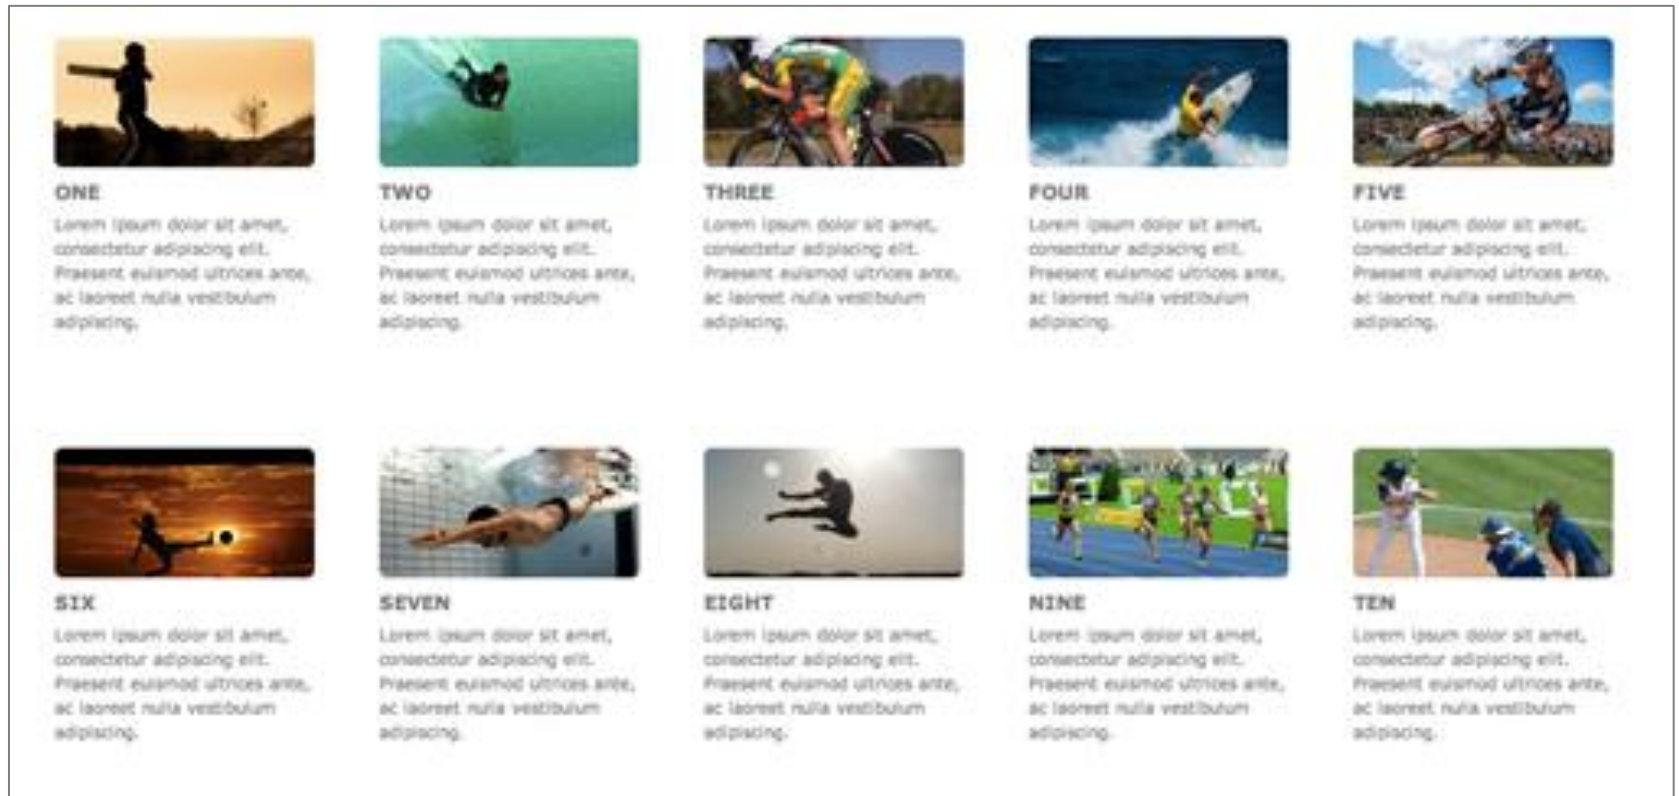 ONE
Lorem ipsum dolor sit amet,
consectetur adipiscing elit.
Praesent euismod ultrices ante,
ac laoreet nulla vestibulum
adipiscing.
TWO
Lorem ipsum dolor sit amet,
consectetur adipiscing elit.
Praesent euismod ultrices ante,
ac laoreet nulla vestibulum
adipiscing.
THREE
Lorem ipsum dolor sit amet,
consectetur adipiscing elit.
Praesent euismod ultrices ante,
ac laoreet nulla vestibulum
adipiscing.
FOUR
Lorem ipsum dolor sit amet,
consectetur adipiscing elit.
Praesent euismod ultrices ante,
ac laoreet nulla vestibulum
adipiscing.
FIVE
Lorem ipsum dolor sit amet,
consectetur adipiscing elit.
Praesent euismod ultrices ante,
ac laoreet nulla vestibulum
adipiscing.
SIX
Lorem ipsum dolor sit amet,
consectetur adipiscing elit.
Praesent euismod ultrices ante,
ac laoreet nulla vestibulum
adipiscing.
SEVEN
Lorem ipsum dolor sit amet,
consectetur adipiscing elit.
Praesent euismod ultrices ante,
ac laoreet nulla vestibulum
adipiscing.
EIGHT
Lorem ipsum dolor sit amet,
consectetur adipiscing elit.
Praesent euismod ultrices ante,
ac laoreet nulla vestibulum
adipiscing.
NINE
Lorem ipsum dolor sit amet,
consectetur adipiscing elit.
Praesent euismod ultrices ante,
ac laoreet nulla vestibulum
adipiscing.
TEN
Lorem ipsum dolor sit amet,
consectetur adipiscing elit.
Praesent euismod ultrices ante,
ac laoreet nulla vestibulum
adipiscing.